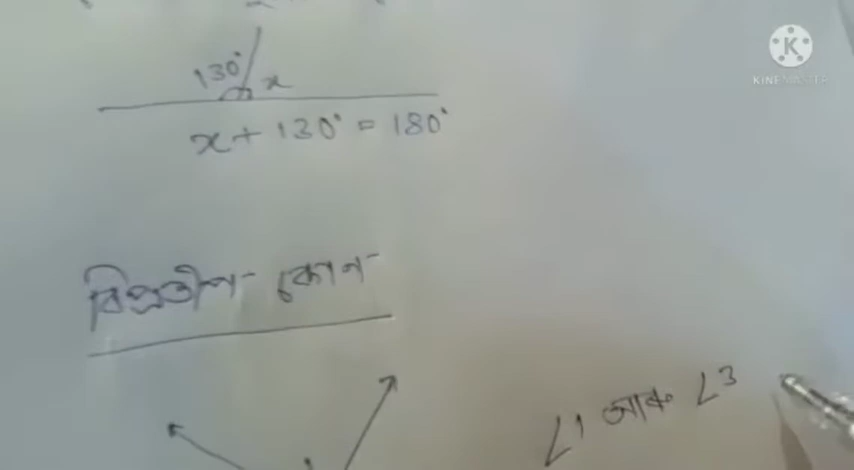 KINEMASTER
130° x
x + 130° = 180°
বিপ্রতীপ কোন
∠1 আৰু ∠3